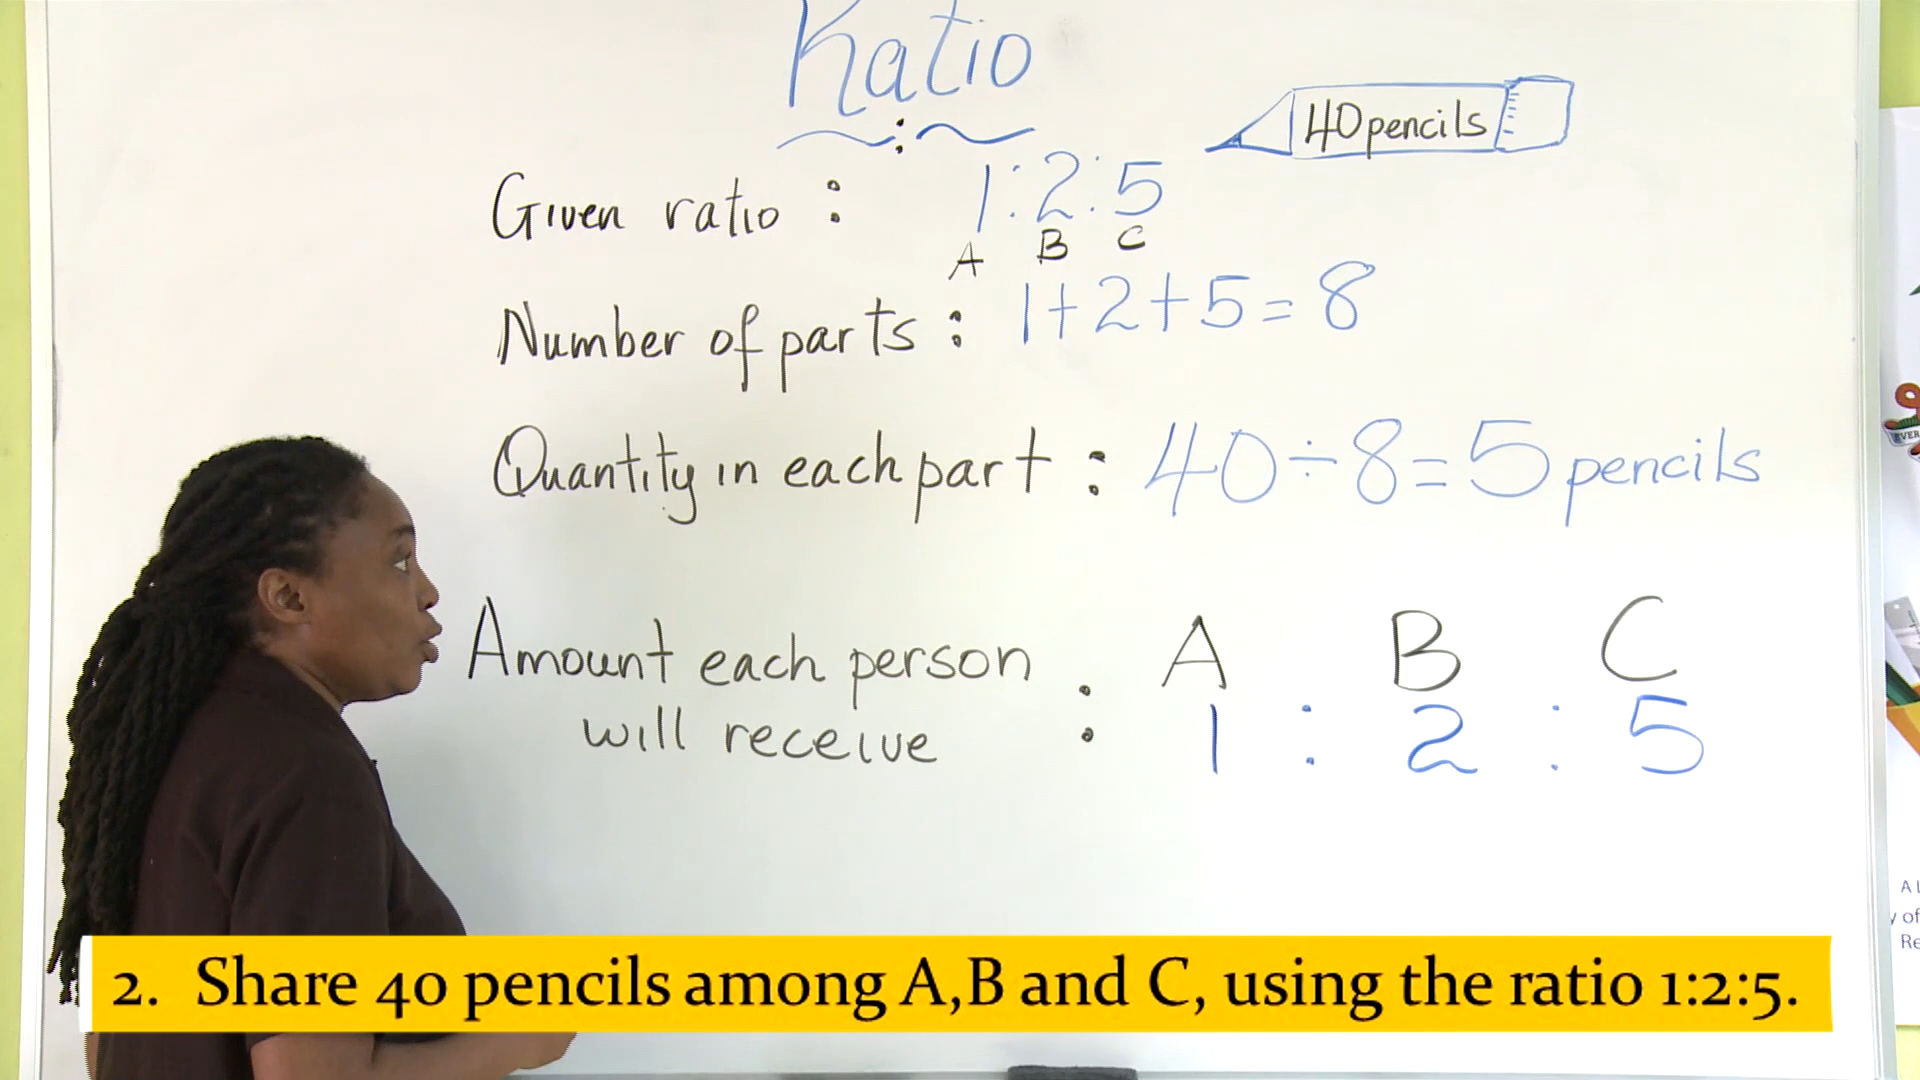 Ratio
:
40 pencils
Given ratio : 1:2:5
A B C
Number of parts : 1+2+5=8
Quantity in each part : 40÷8=5 pencils
Amount each person : A B C
will receive 1 : 2 : 5
2. Share 40 pencils among A,B and C, using the ratio 1:2:5.